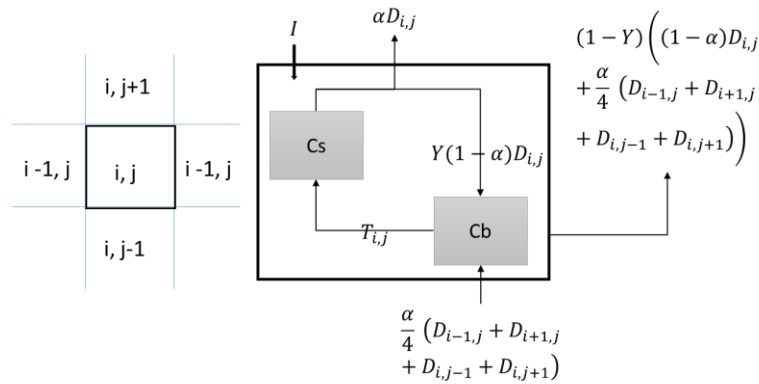 i, j+1
i -1, j
i, j
i -1, j
i, j-1
I
αD_{i,j}
Cs
Y(1 − α)D_{i,j}
T_{i,j}
Cb
α/4 (D_{i−1,j} + D_{i+1,j}
+ D_{i,j−1} + D_{i,j+1})
(1 − Y) ((1 − α)D_{i,j}
+ α/4 (D_{i−1,j} + D_{i+1,j}
+ D_{i,j−1} + D_{i,j+1}))